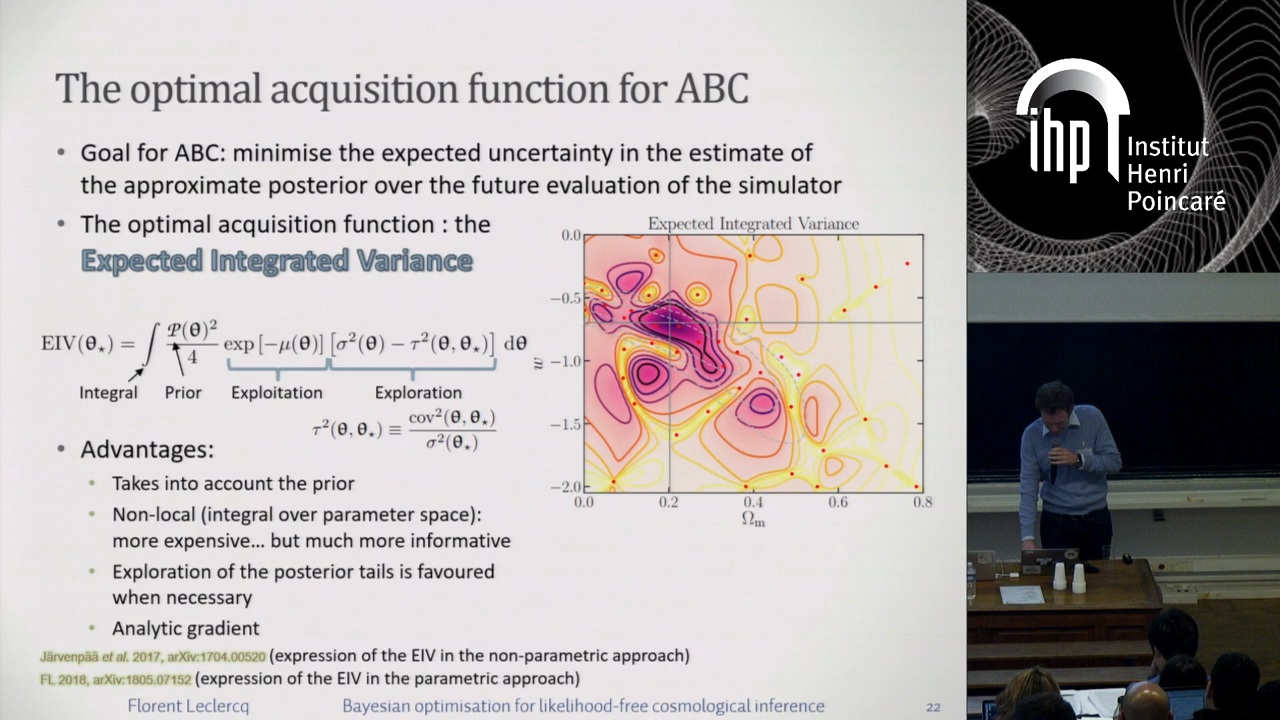 The optimal acquisition function for ABC
• Goal for ABC: minimise the expected uncertainty in the estimate of
the approximate posterior over the future evaluation of the simulator
• The optimal acquisition function : the
Expected Integrated Variance
EIV(θ⋆) = ∫ 𝒫(θ)²/4 exp [−μ(θ)] [σ²(θ) − τ²(θ, θ⋆)] dθ
Integral Prior Exploitation Exploration
τ²(θ, θ⋆) ≡ cov²(θ, θ⋆)/σ²(θ⋆)
• Advantages:
• Takes into account the prior
• Non-local (integral over parameter space):
more expensive... but much more informative
• Exploration of the posterior tails is favoured
when necessary
• Analytic gradient
Järvenpää et al. 2017, arXiv:1704.00520 (expression of the EIV in the non-parametric approach)
FL 2018, arXiv:1805.07152 (expression of the EIV in the parametric approach)
Florent Leclercq Bayesian optimisation for likelihood-free cosmological inference 22
Expected Integrated Variance
0.0
−0.5
−1.0
−1.5
−2.0
w
0.0 0.2 0.4 0.6 0.8
Ωm
ihp
Institut
Henri
Poincaré